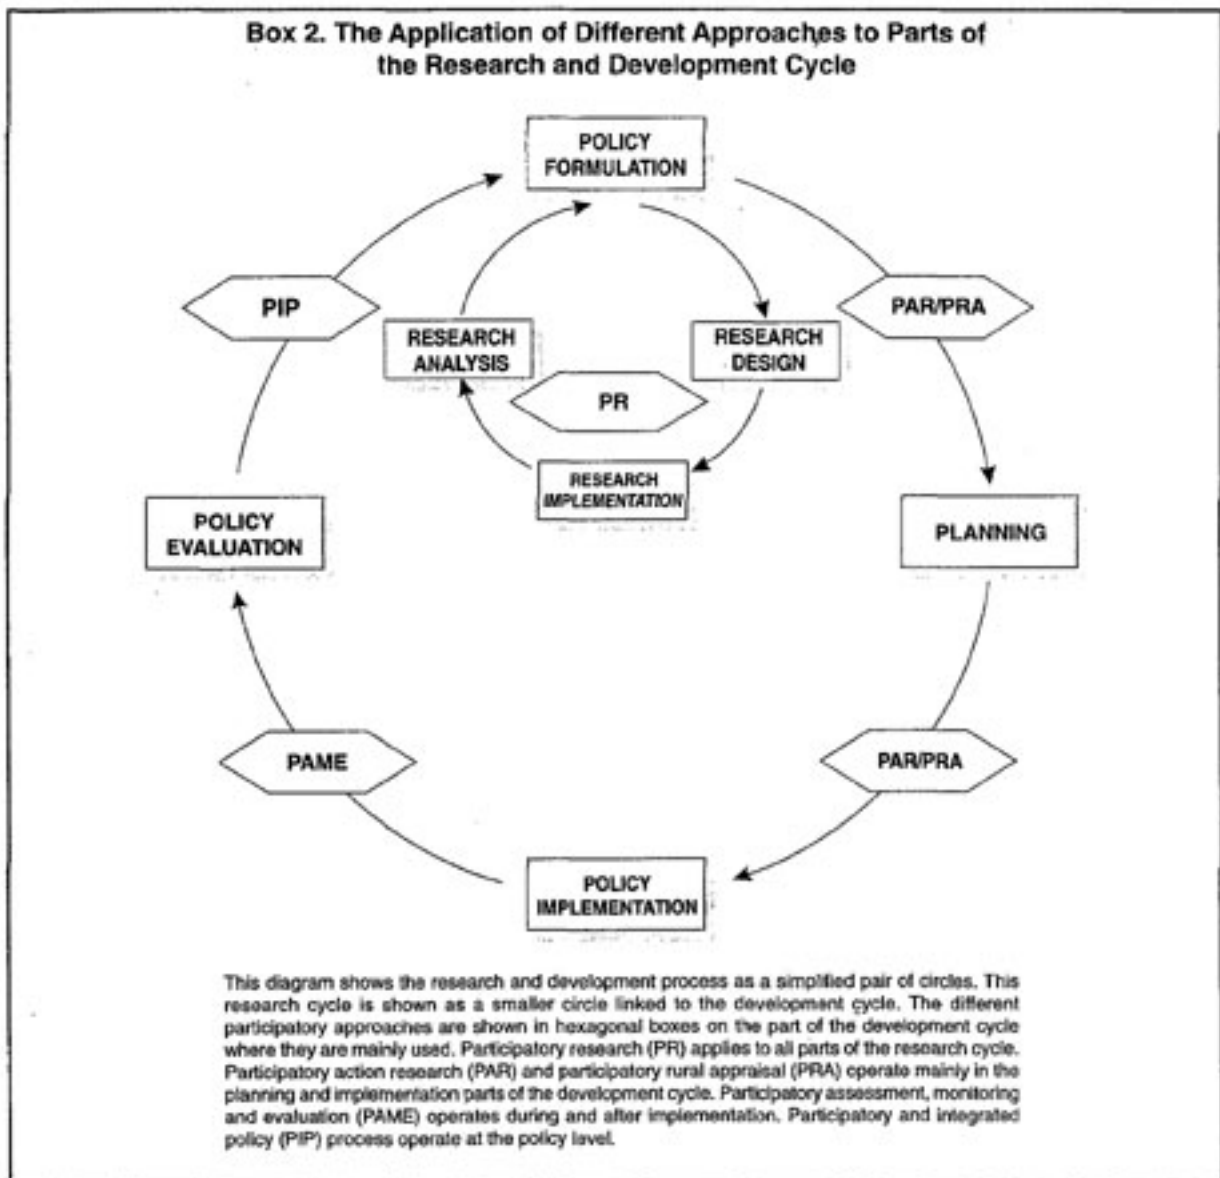 Box 2. The Application of Different Approaches to Parts of
the Research and Development Cycle
POLICY
FORMULATION
PIP
PAR/PRA
RESEARCH
ANALYSIS
RESEARCH
DESIGN
PR
RESEARCH
IMPLEMENTATION
POLICY
EVALUATION
PLANNING
PAME
PAR/PRA
POLICY
IMPLEMENTATION
This diagram shows the research and development process as a simplified pair of circles. This
research cycle is shown as a smaller circle linked to the development cycle. The different
participatory approaches are shown in hexagonal boxes on the part of the development cycle
where they are mainly used. Participatory research (PR) applies to all parts of the research cycle.
Participatory action research (PAR) and participatory rural appraisal (PRA) operate mainly in the
planning and implementation parts of the development cycle. Participatory assessment, monitoring
and evaluation (PAME) operates during and after implementation. Participatory and integrated
policy (PIP) process operate at the policy level.